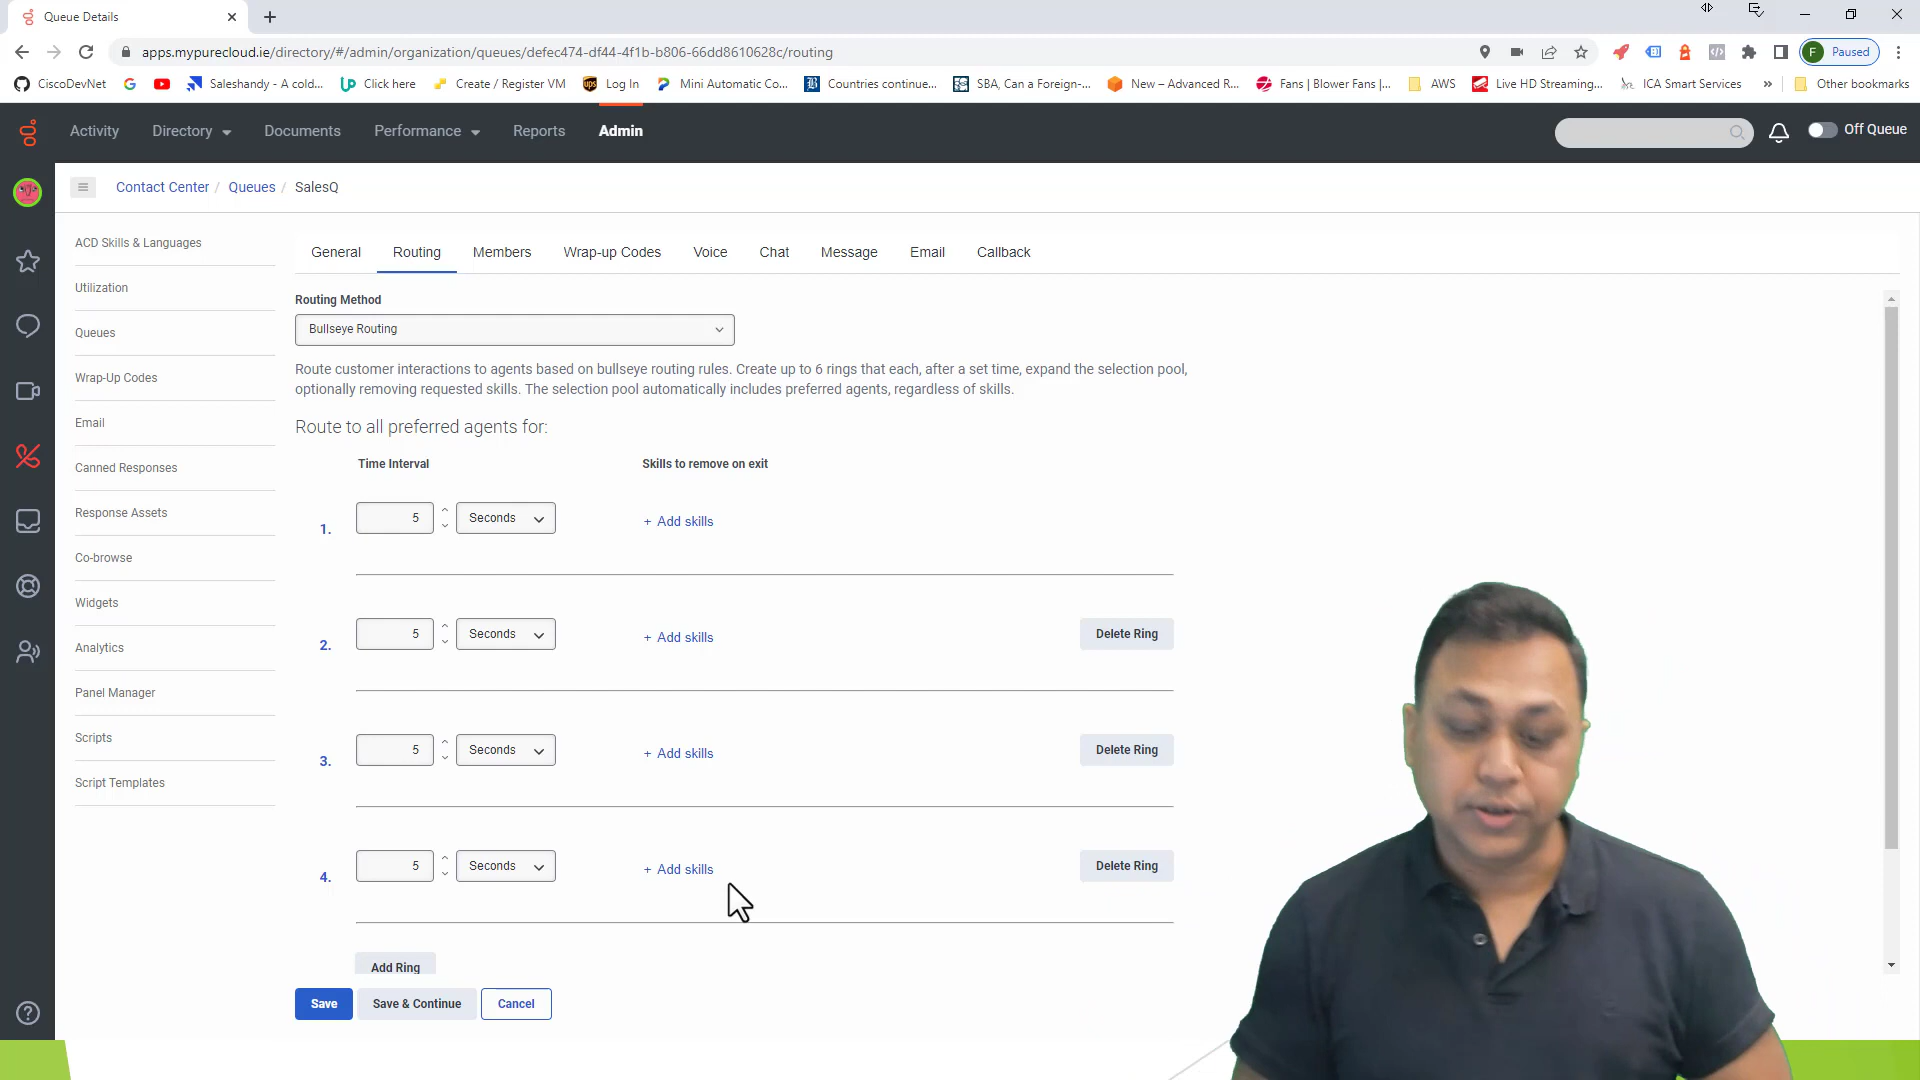 Queue Details
apps.mypurecloud.ie/directory/#/admin/organization/queues/defec474-df44-4f1b-b806-66dd8610628c/routing
F Paused
CiscoDevNet
Saleshandy - A cold...
Click here
Create / Register VM
Log In
Mini Automatic Co...
Countries continue...
SBA, Can a Foreign-...
New – Advanced R...
Fans | Blower Fans |...
AWS
Live HD Streaming...
ICA Smart Services
»
Other bookmarks
Activity Directory Documents Performance Reports Admin
Off Queue
Contact Center / Queues / SalesQ
ACD Skills & Languages
Utilization
Queues
Wrap-Up Codes
Email
Canned Responses
Response Assets
Co-browse
Widgets
Analytics
Panel Manager
Scripts
Script Templates
General Routing Members Wrap-up Codes Voice Chat Message Email Callback
Routing Method
Bullseye Routing
Route customer interactions to agents based on bullseye routing rules. Create up to 6 rings that each, after a set time, expand the selection pool,
optionally removing requested skills. The selection pool automatically includes preferred agents, regardless of skills.
Route to all preferred agents for:
Time Interval Skills to remove on exit
1. 5 Seconds + Add skills
2. 5 Seconds + Add skills Delete Ring
3. 5 Seconds + Add skills Delete Ring
4. 5 Seconds + Add skills Delete Ring
Add Ring
Save Save & Continue Cancel